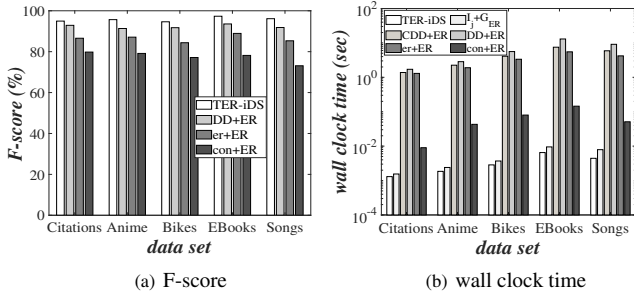 100
80
60
40
20
0
F-score (%)
TER-iDS
DD+ER
er+ER
con+ER
Citations Anime Bikes EBooks Songs
data set
(a) F-score
10^2
10^0
10^-2
10^-4
wall clock time (sec)
TER-iDS I_j+G_ER
CDD+ER DD+ER
er+ER con+ER
Citations Anime Bikes EBooks Songs
data set
(b) wall clock time